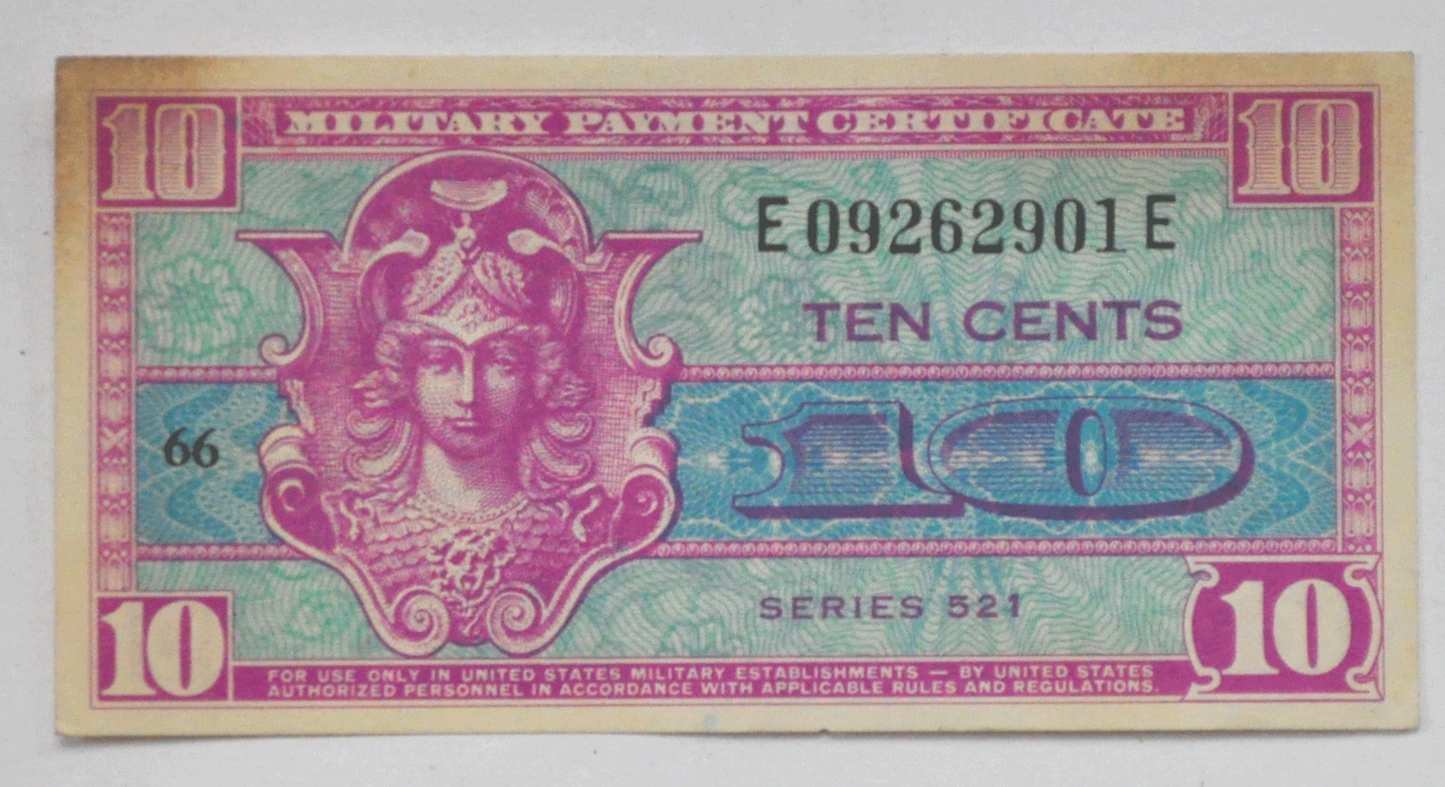 10 MILITARY PAYMENT CERTIFICATE 10
E09262901E
TEN CENTS
66
10
SERIES 521
10 10
FOR USE ONLY IN UNITED STATES MILITARY ESTABLISHMENTS — BY UNITED STATES
AUTHORIZED PERSONNEL IN ACCORDANCE WITH APPLICABLE RULES AND REGULATIONS.